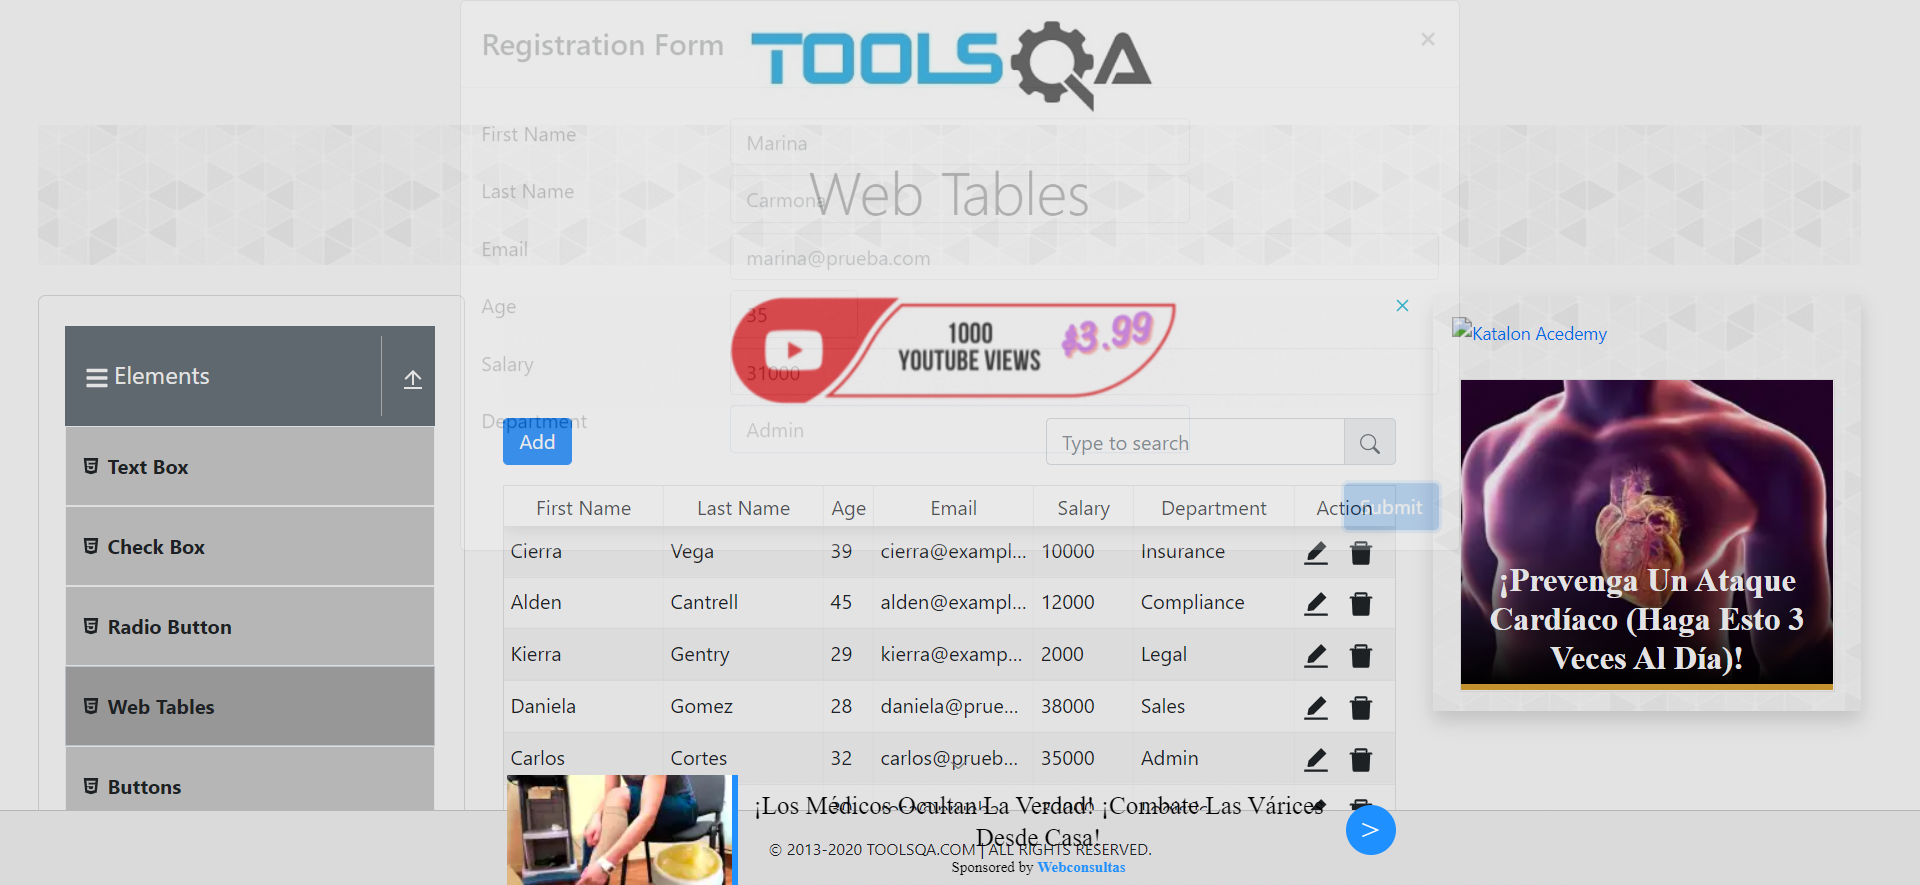 Registration Form
TOOLSQA
×
First Name
Marina
Last Name
Carmona
Web Tables
Email
marina@prueba.com
Age
35
1000
YOUTUBE VIEWS
$3.99
×
Katalon Acedemy
Elements
Salary
31000
Department
Admin
Add
Type to search
Submit
Text Box
Check Box
Radio Button
Web Tables
Buttons
First Name Last Name Age Email Salary Department Action
Cierra Vega 39 cierra@exampl... 10000 Insurance
Alden Cantrell 45 alden@exampl... 12000 Compliance
Kierra Gentry 29 kierra@examp... 2000 Legal
Daniela Gomez 28 daniela@prue... 38000 Sales
Carlos Cortes 32 carlos@prueb... 35000 Admin
¡Prevenga Un Ataque
Cardíaco (Haga Esto 3
Veces Al Día)!
¡Los Médicos Ocultan La Verdad! ¡Combate Las Várices
Desde Casa!
>
© 2013-2020 TOOLSQA.COM | ALL RIGHTS RESERVED.
Sponsored by Webconsultas